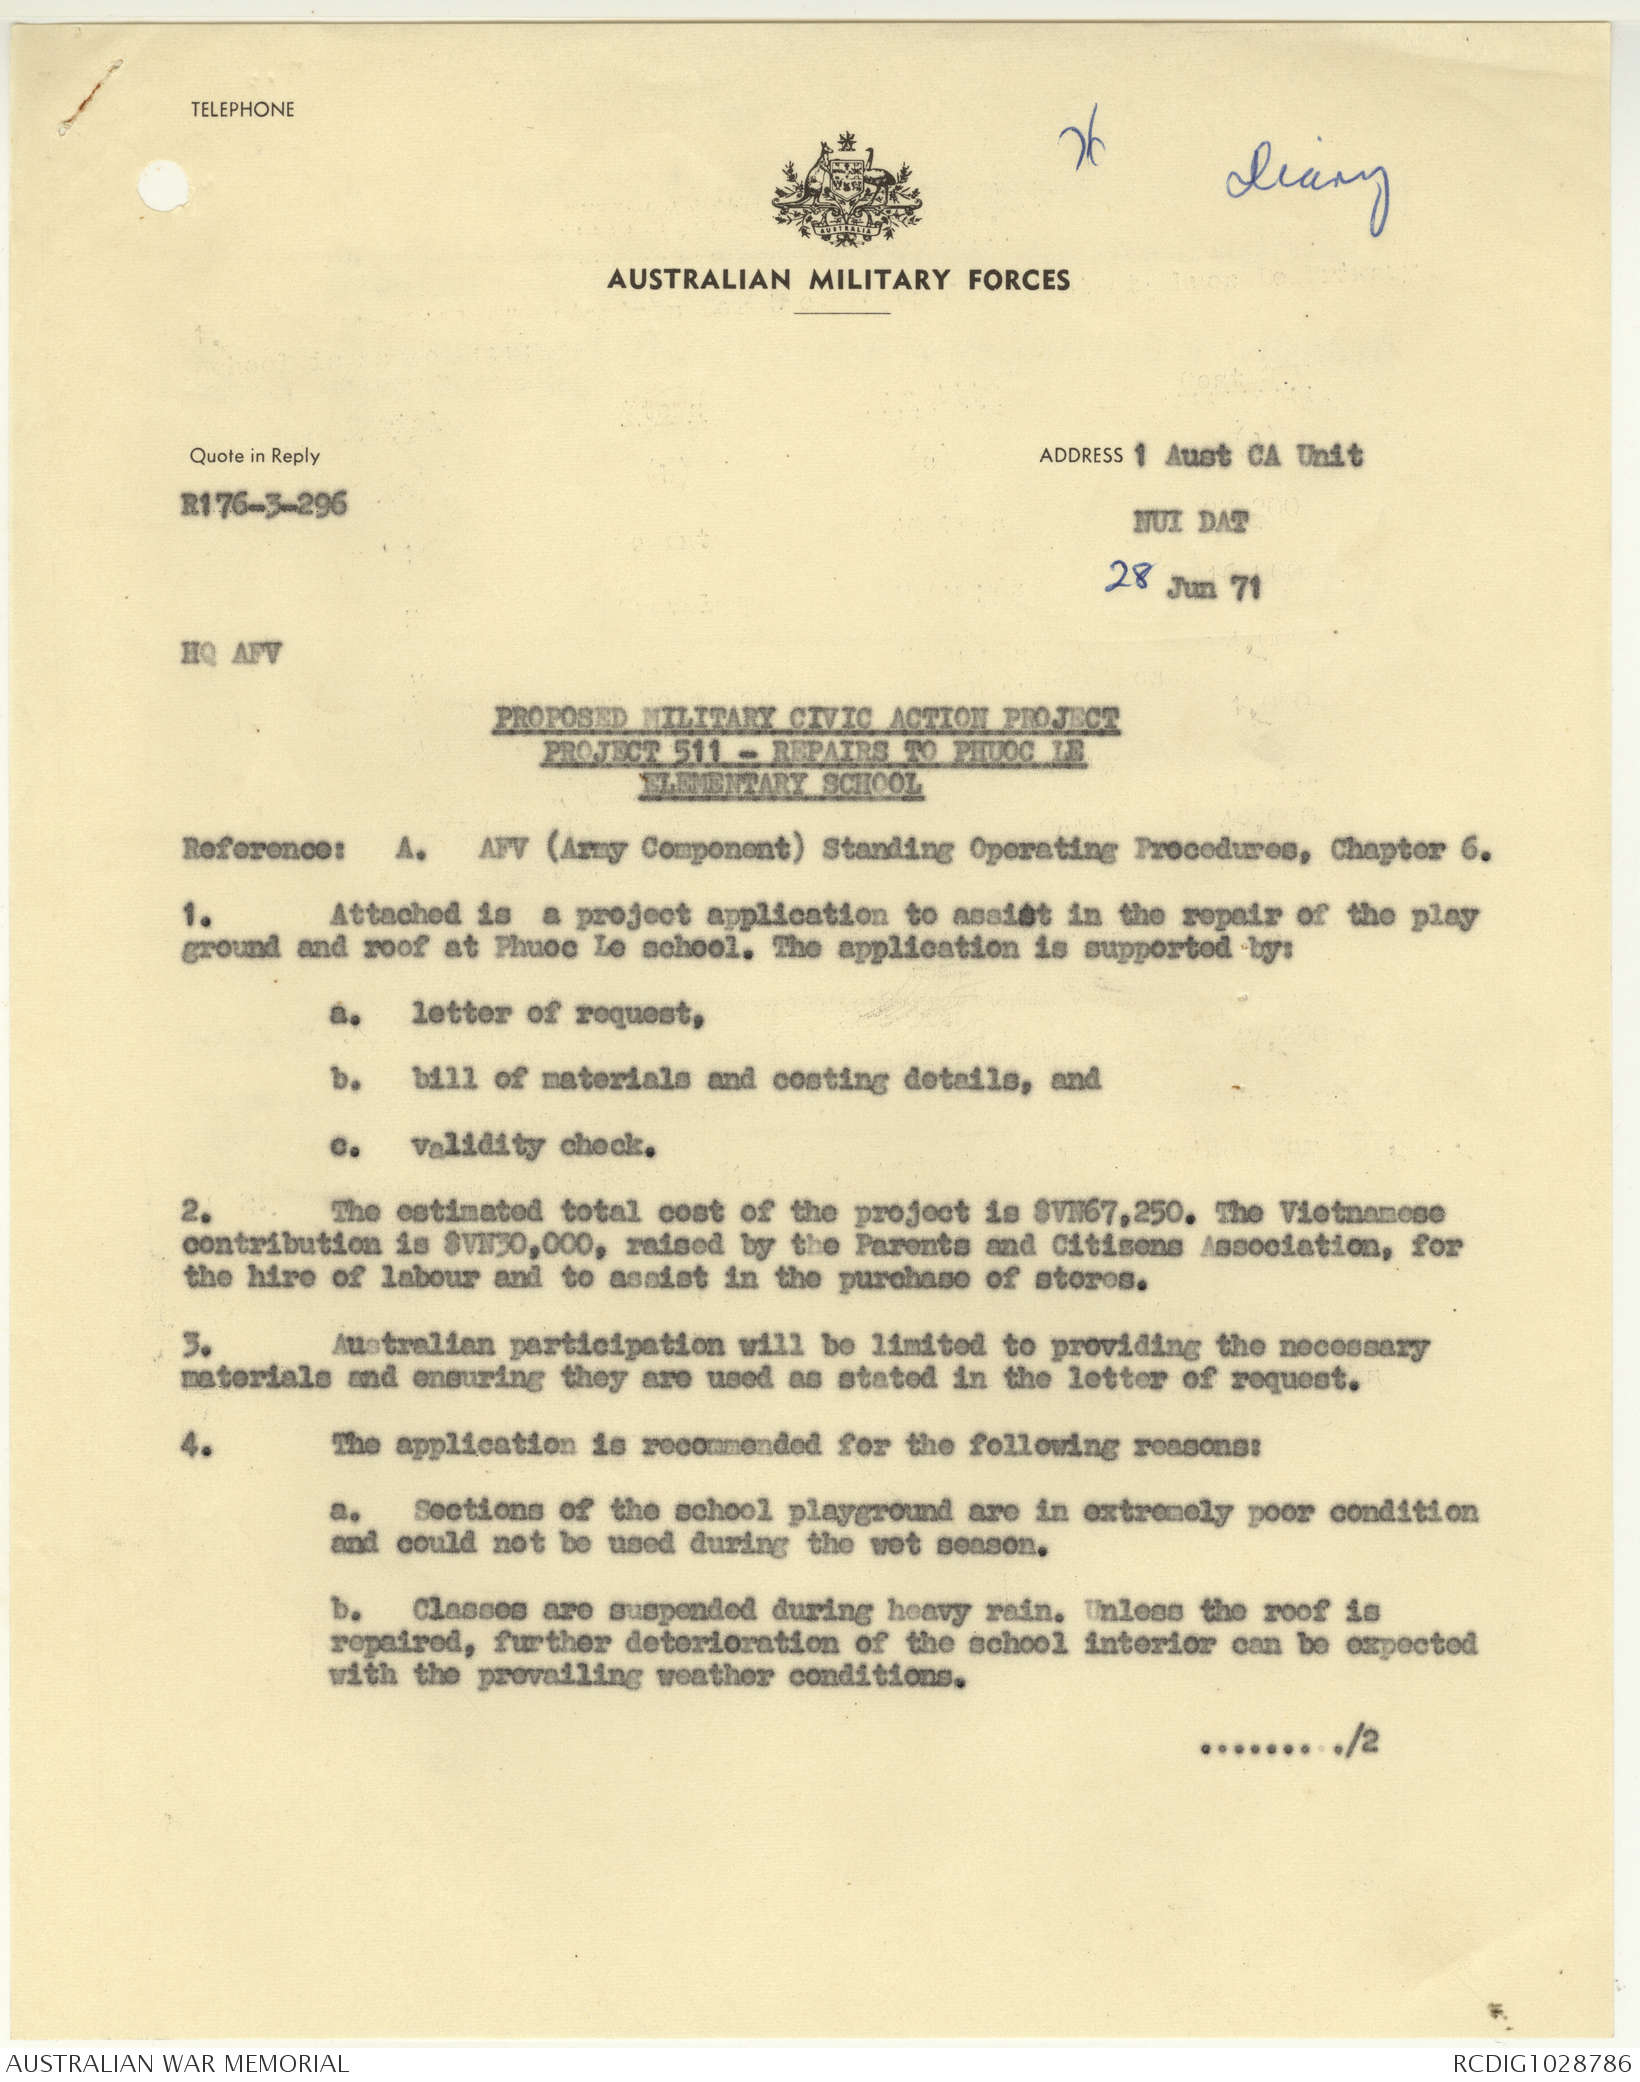 TELEPHONE
Diary
AUSTRALIA
AUSTRALIAN MILITARY FORCES
Quote in Reply
R176-3-296
ADDRESS 1 Aust CA Unit
NUI DAT
28 Jun 71
HQ AFV
PROPOSED MILITARY CIVIC ACTION PROJECT
PROJECT 511 - REPAIRS TO PHUOC LE
ELEMENTARY SCHOOL
Reference: A. AFV (Army Component) Standing Operating Procedures, Chapter 6.
1. Attached is a project application to assist in the repair of the play
ground and roof at Phuoc Le school. The application is supported by:
a. letter of request,
b. bill of materials and costing details, and
c. validity check.
2. The estimated total cost of the project is $VN67,250. The Vietnamese
contribution is $VN30,000, raised by the Parents and Citizens Association, for
the hire of labour and to assist in the purchase of stores.
3. Australian participation will be limited to providing the necessary
materials and ensuring they are used as stated in the letter of request.
4. The application is recommended for the following reasons:
a. Sections of the school playground are in extremely poor condition
and could not be used during the wet season.
b. Classes are suspended during heavy rain. Unless the roof is
repaired, further deterioration of the school interior can be expected
with the prevailing weather conditions.
........ ./2
AUSTRALIAN WAR MEMORIAL
RCDIG1028786